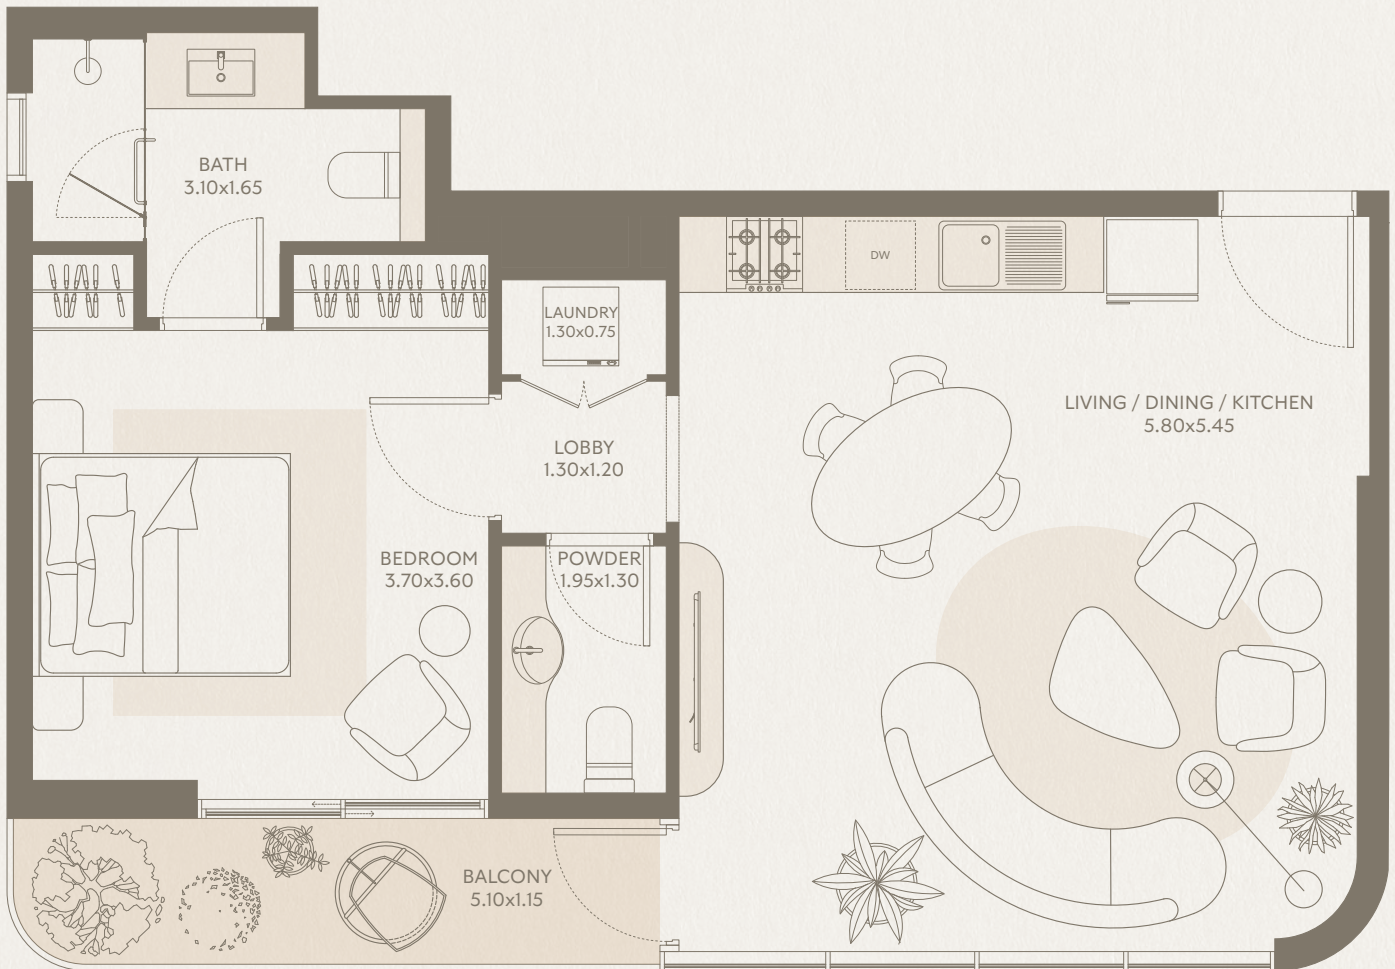 BATH
3.10x1.65
DW
LAUNDRY
1.30x0.75
LIVING / DINING / KITCHEN
5.80x5.45
LOBBY
1.30x1.20
BEDROOM
3.70x3.60
POWDER
1.95x1.30
BALCONY
5.10x1.15